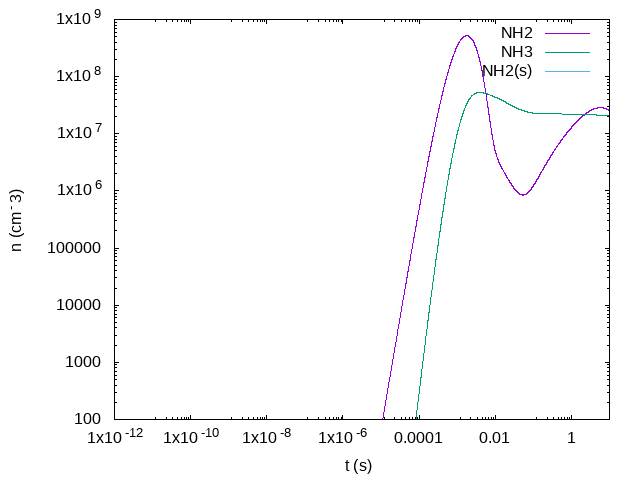 1x10^9
1x10^8
1x10^7
1x10^6
100000
10000
1000
100
1x10^-12
1x10^-10
1x10^-8
1x10^-6
0.0001
0.01
1
n (cm^-3)
t (s)
NH2
NH3
NH2(s)